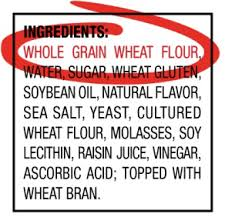 INGREDIENTS:
WHOLE GRAIN WHEAT FLOUR,
WATER, SUGAR, WHEAT GLUTEN,
SOYBEAN OIL, NATURAL FLAVOR,
SEA SALT, YEAST, CULTURED
WHEAT FLOUR, MOLASSES, SOY
LECITHIN, RAISIN JUICE, VINEGAR,
ASCORBIC ACID; TOPPED WITH
WHEAT BRAN.